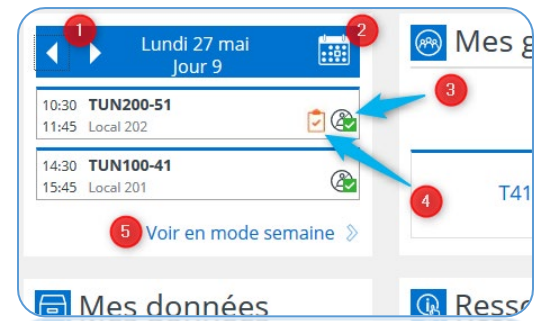 1
2
Lundi 27 mai
Jour 9
Mes g
3
10:30 TUN200-51
11:45 Local 202
14:30 TUN100-41
15:45 Local 201
4
T41
5 Voir en mode semaine
Mes données
Resso